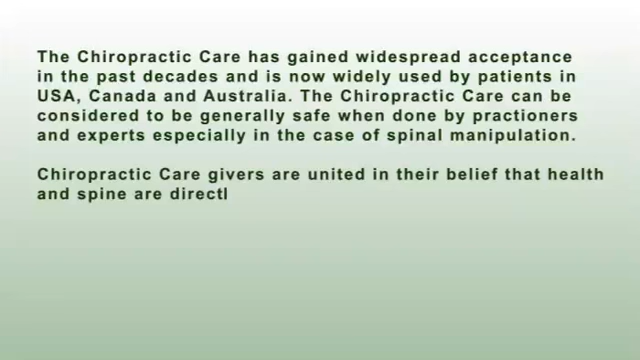 The Chiropractic Care has gained widespread acceptance
in the past decades and is now widely used by patients in
USA, Canada and Australia. The Chiropractic Care can be
considered to be generally safe when done by practioners
and experts especially in the case of spinal manipulation.
Chiropractic Care givers are united in their belief that health
and spine are directl